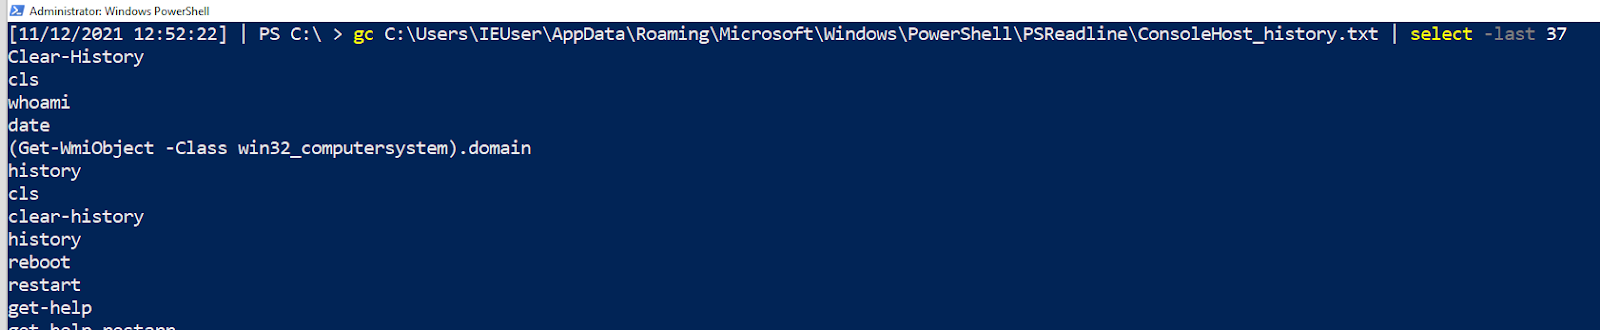 Administrator: Windows PowerShell
[11/12/2021 12:52:22] | PS C:\ > gc C:\Users\IEUser\AppData\Roaming\Microsoft\Windows\PowerShell\PSReadline\ConsoleHost_history.txt | select -last 37
Clear-History
cls
whoami
date
(Get-WmiObject -Class win32_computersystem).domain
history
cls
clear-history
history
reboot
restart
get-help
get-help